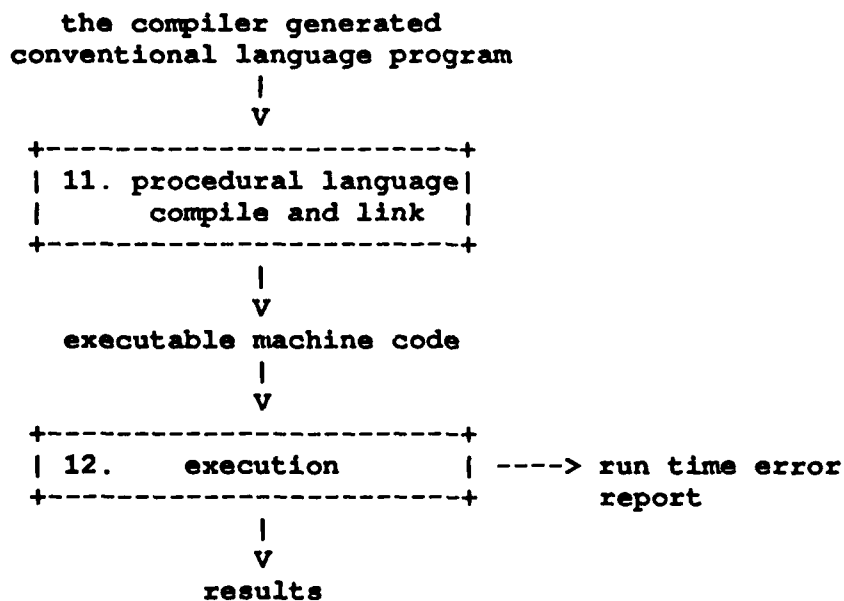 the compiler generated
conventional language program
|
V
+------------------------+
| 11. procedural language|
|      compile and link  |
+------------------------+
|
V
executable machine code
|
V
+------------------------+
| 12.    execution       | ----> run time error
+------------------------+       report
|
V
results